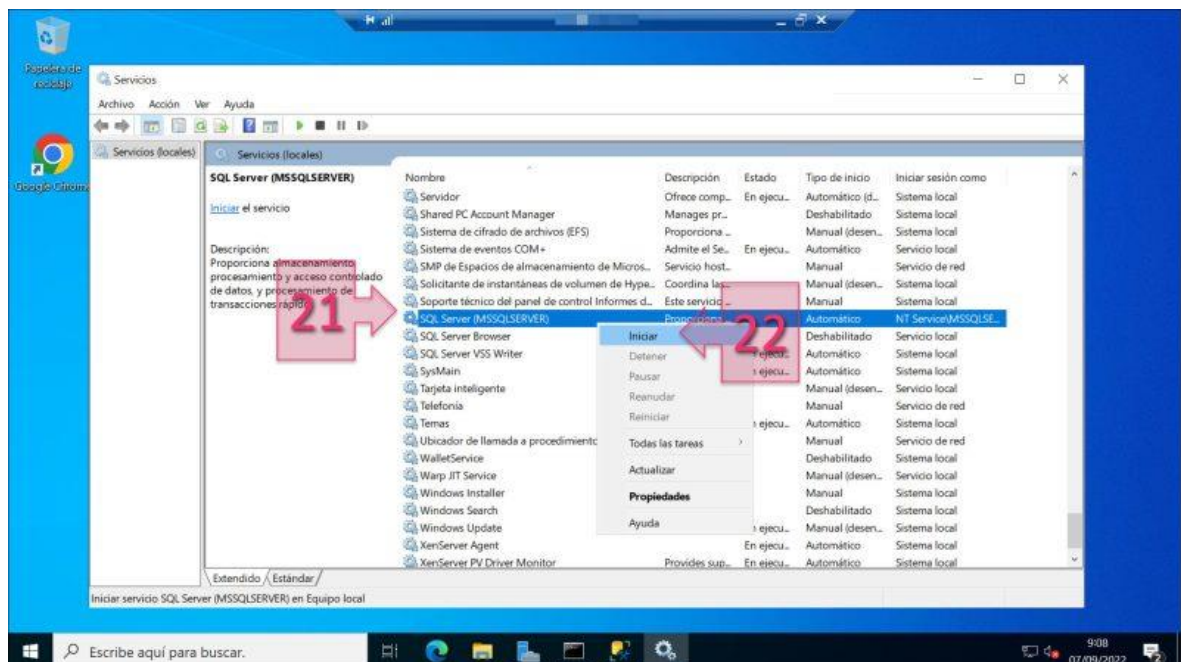 Papelera de
reciclaje
Google Chrome
Servicios
Archivo Acción Ver Ayuda
Servicios (locales)
Servicios (locales)
SQL Server (MSSQLSERVER)
Iniciar el servicio
Descripción:
Proporciona almacenamiento,
procesamiento y acceso controlado
de datos, y procesamiento de
transacciones rápido.
21
22
Nombre Descripción Estado Tipo de inicio Iniciar sesión como
Servidor Ofrece comp... En ejecu... Automático (d... Sistema local
Shared PC Account Manager Manages pr... Deshabilitado Sistema local
Sistema de cifrado de archivos (EFS) Proporciona ... Manual (desen... Sistema local
Sistema de eventos COM+ Admite el Se... En ejecu... Automático Servicio local
SMP de Espacios de almacenamiento de Micros... Servicio host... Manual Servicio de red
Solicitante de instantáneas de volumen de Hype... Coordina las... Manual (desen... Sistema local
Soporte técnico del panel de control Informes d... Este servicio ... Manual Sistema local
SQL Server (MSSQLSERVER) Proporciona ... Automático NT Service\MSSQLSE...
SQL Server Browser Deshabilitado Servicio local
SQL Server VSS Writer n ejecu... Automático Sistema local
SysMain n ejecu... Automático Sistema local
Tarjeta inteligente Manual (desen... Servicio local
Telefonía Manual Servicio de red
Temas n ejecu... Automático Sistema local
Ubicador de llamada a procedimiento Manual Servicio de red
WalletService Deshabilitado Sistema local
Warp JIT Service Manual (desen... Servicio local
Windows Installer Manual Sistema local
Windows Search Deshabilitado Sistema local
Windows Update n ejecu... Manual (desen... Sistema local
XenServer Agent En ejecu... Automático Sistema local
XenServer PV Driver Monitor Provides sup... En ejecu... Automático Sistema local
Iniciar
Detener
Pausar
Reanudar
Reiniciar
Todas las tareas
Actualizar
Propiedades
Ayuda
Extendido Estándar
Iniciar servicio SQL Server (MSSQLSERVER) en Equipo local
Escribe aquí para buscar.
9:08
07/09/2022